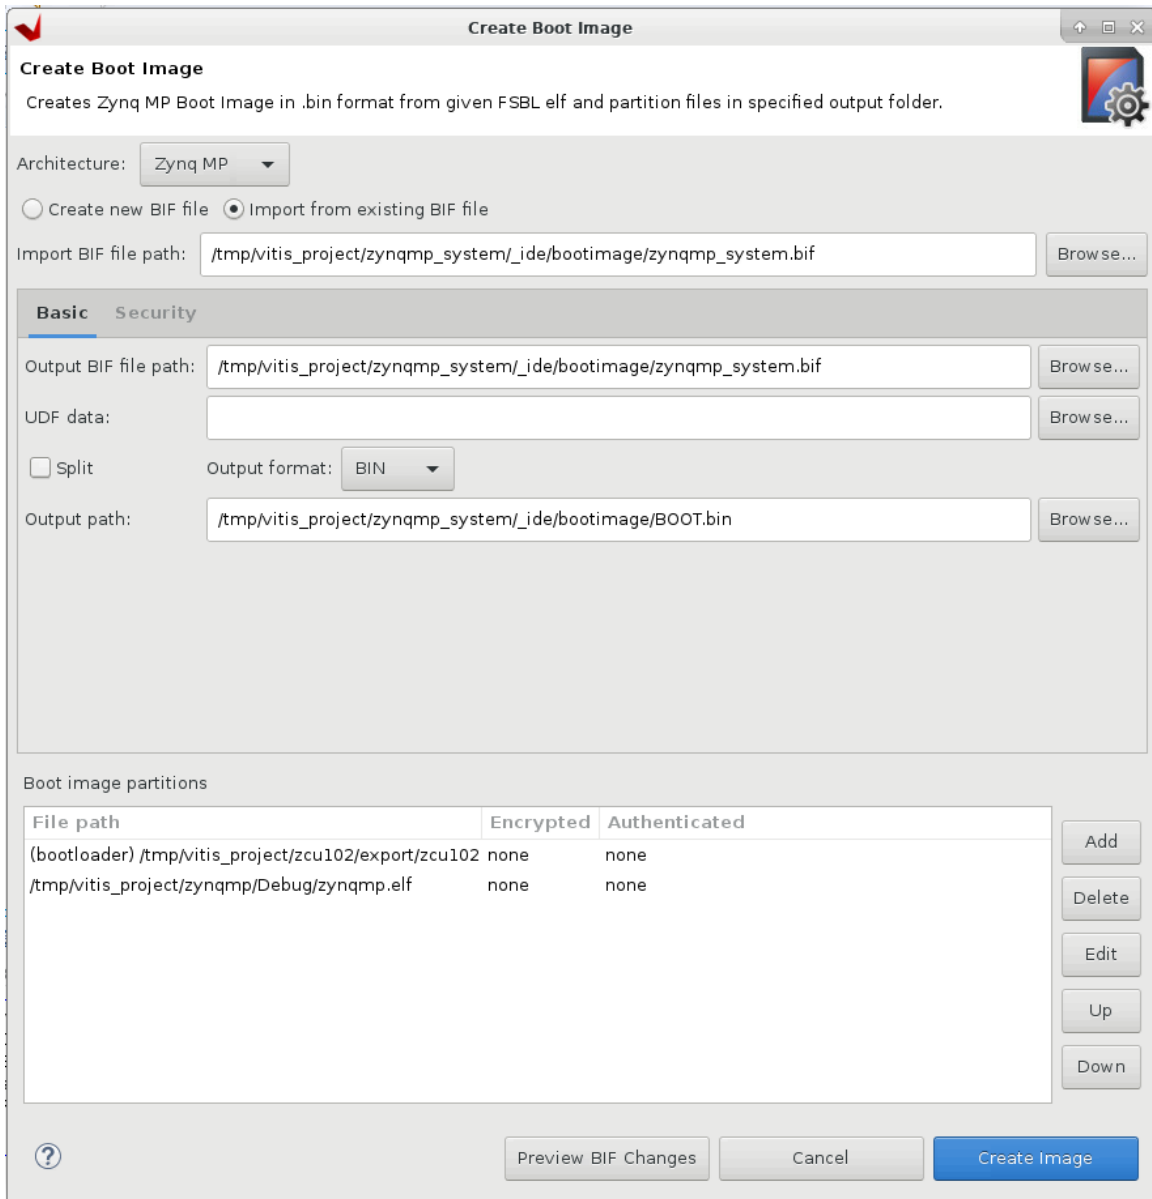 Create Boot Image
Create Boot Image
Creates Zynq MP Boot Image in .bin format from given FSBL elf and partition files in specified output folder.
Architecture: Zynq MP
Create new BIF file Import from existing BIF file
Import BIF file path: /tmp/vitis_project/zynqmp_system/_ide/bootimage/zynqmp_system.bif Browse...
Basic Security
Output BIF file path: /tmp/vitis_project/zynqmp_system/_ide/bootimage/zynqmp_system.bif Browse...
UDF data: Browse...
Split Output format: BIN
Output path: /tmp/vitis_project/zynqmp_system/_ide/bootimage/BOOT.bin Browse...
Boot image partitions
File path Encrypted Authenticated
(bootloader) /tmp/vitis_project/zcu102/export/zcu102 none none
/tmp/vitis_project/zynqmp/Debug/zynqmp.elf none none
Add
Delete
Edit
Up
Down
? Preview BIF Changes Cancel Create Image